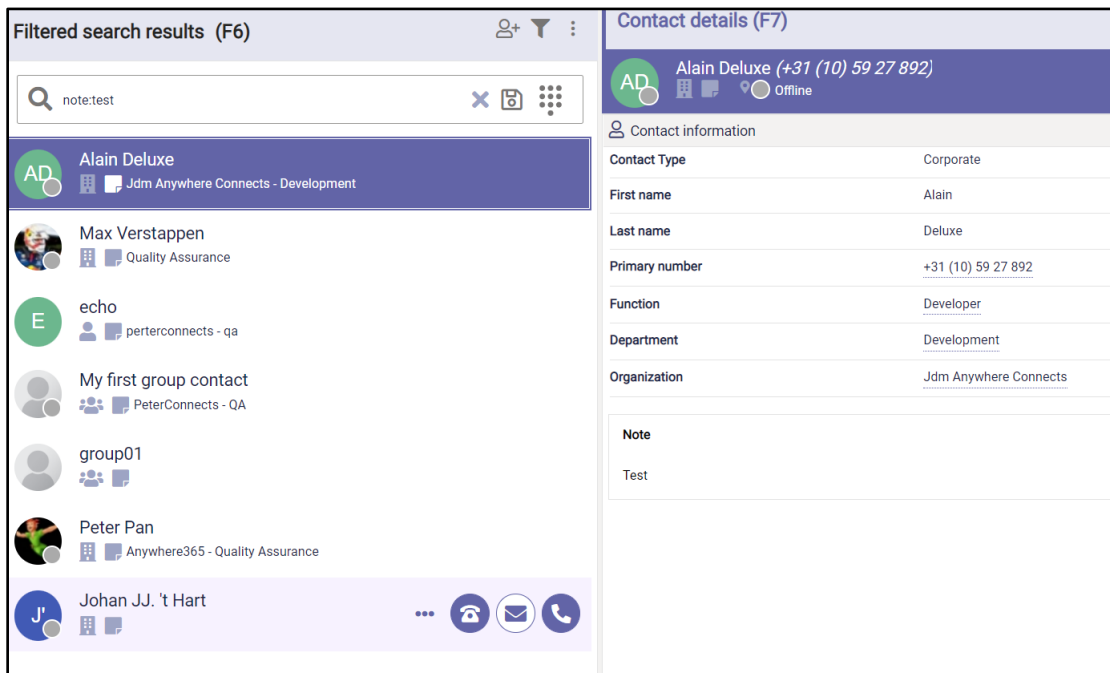 Filtered search results (F6)
note:test
AD
Alain Deluxe
Jdm Anywhere Connects - Development
Max Verstappen
Quality Assurance
E
echo
perterconnects - qa
My first group contact
PeterConnects - QA
group01
Peter Pan
Anywhere365 - Quality Assurance
J'
Johan JJ. 't Hart
Contact details (F7)
AD
Alain Deluxe (+31 (10) 59 27 892)
Offline
Contact information
Contact Type Corporate
First name Alain
Last name Deluxe
Primary number +31 (10) 59 27 892
Function Developer
Department Development
Organization Jdm Anywhere Connects
Note
Test